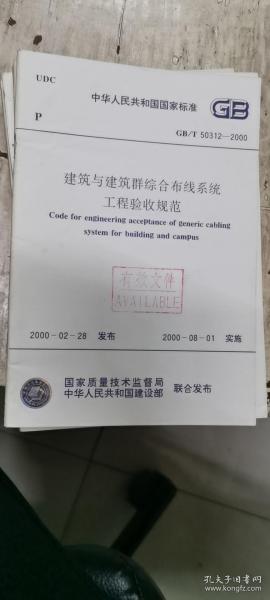 UDC
中华人民共和国国家标准 GB
P
GB/T 50312—2000
建筑与建筑群综合布线系统
工程验收规范
Code for engineering acceptance of generic cabling
system for building and campus
有效文件
AVAILABLE
2000-02-28 发布 2000-08-01 实施
国家质量技术监督局
中华人民共和国建设部
联合发布
孔夫子旧书网
www.kongfz.com